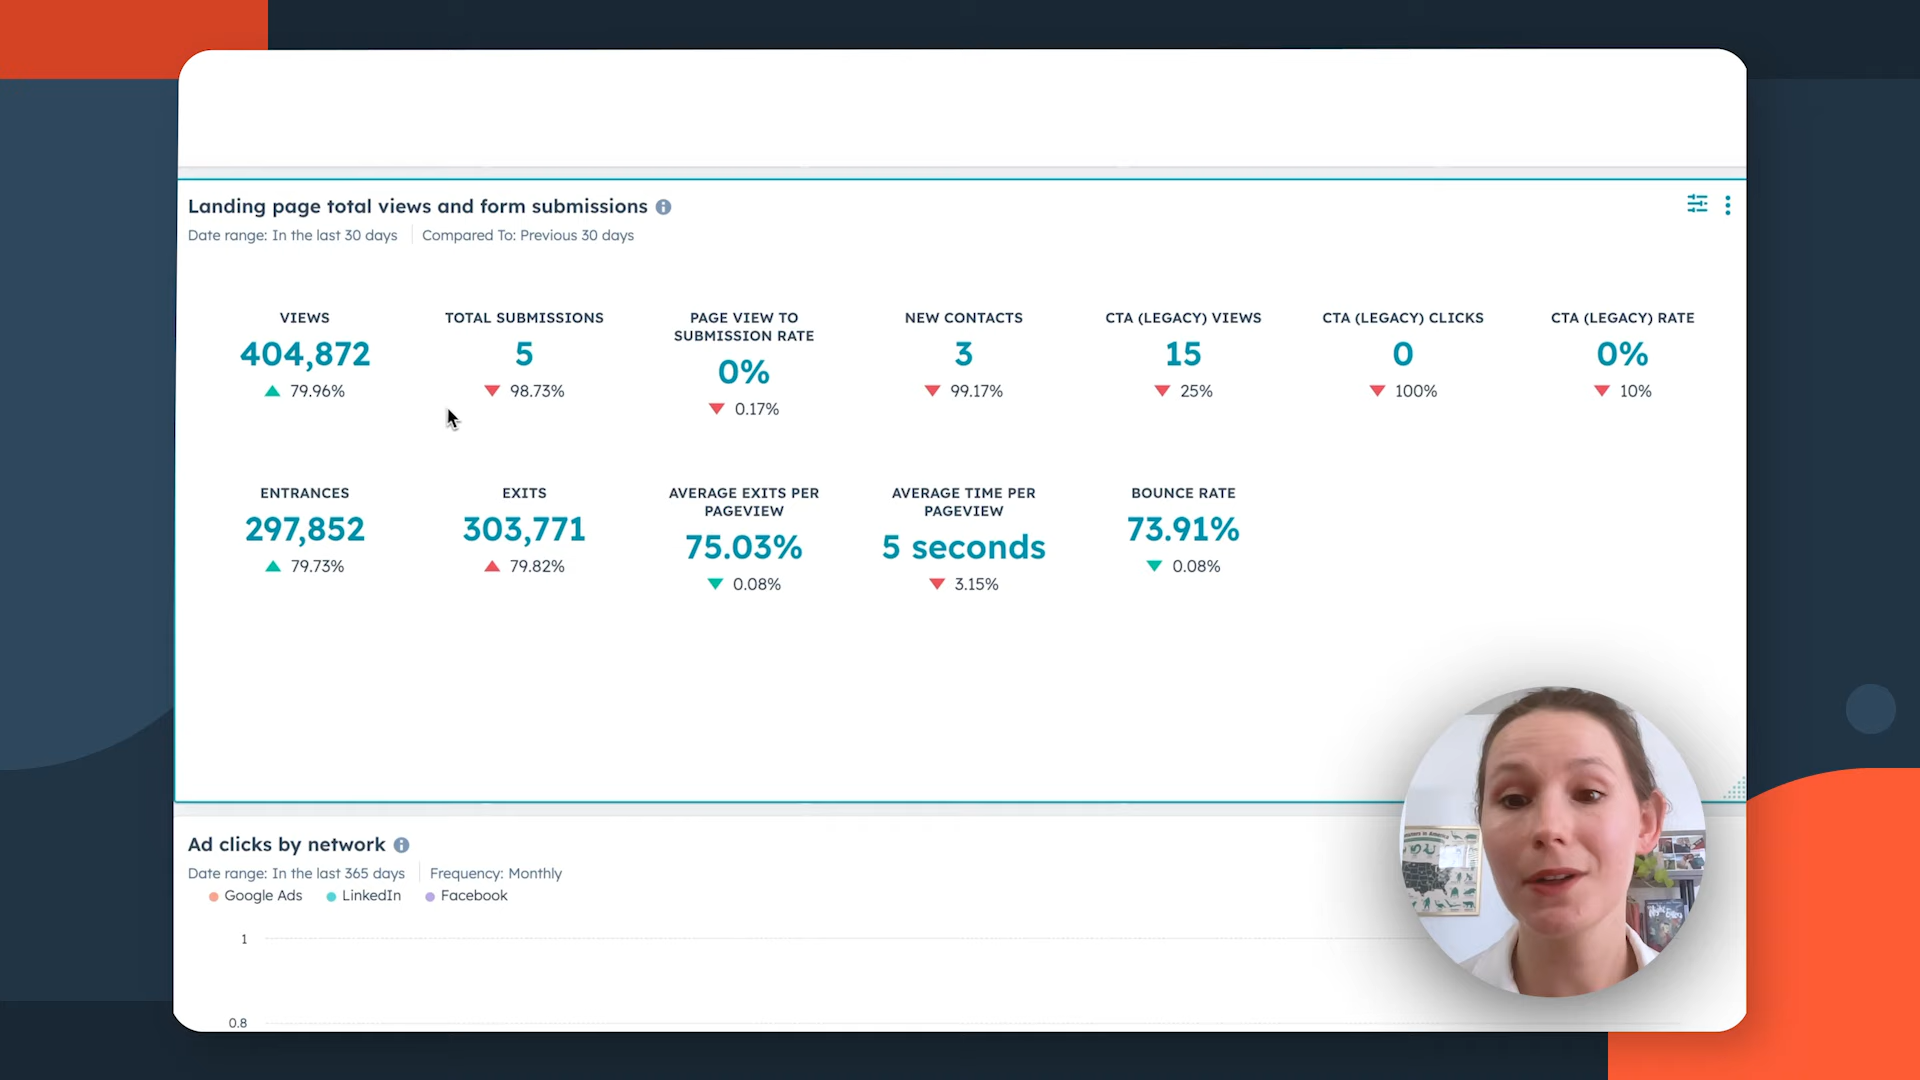 Landing page total views and form submissions
Date range: In the last 30 days Compared To: Previous 30 days
VIEWS
404,872
79.96%
TOTAL SUBMISSIONS
5
98.73%
PAGE VIEW TO
SUBMISSION RATE
0%
0.17%
NEW CONTACTS
3
99.17%
CTA (LEGACY) VIEWS
15
25%
CTA (LEGACY) CLICKS
0
100%
CTA (LEGACY) RATE
0%
10%
ENTRANCES
297,852
79.73%
EXITS
303,771
79.82%
AVERAGE EXITS PER
PAGEVIEW
75.03%
0.08%
AVERAGE TIME PER
PAGEVIEW
5 seconds
3.15%
BOUNCE RATE
73.91%
0.08%
Ad clicks by network
Date range: In the last 365 days Frequency: Monthly
Google Ads LinkedIn Facebook
1
0.8